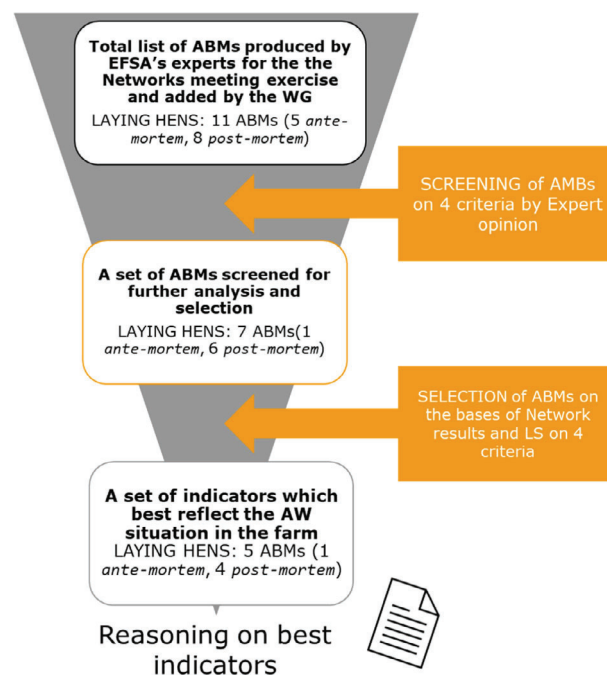 Total list of ABMs produced by
EFSA's experts for the the
Networks meeting exercise
and added by the WG
LAYING HENS: 11 ABMs (5 ante-
mortem, 8 post-mortem)
SCREENING of AMBs
on 4 criteria by Expert
opinion
A set of ABMs screened for
further analysis and
selection
LAYING HENS: 7 ABMs(1
ante-mortem, 6 post-mortem)
SELECTION of ABMs on
the bases of Network
results and LS on 4
criteria
A set of indicators which
best reflect the AW
situation in the farm
LAYING HENS: 5 ABMs (1
ante-mortem, 4 post-mortem)
Reasoning on best
indicators